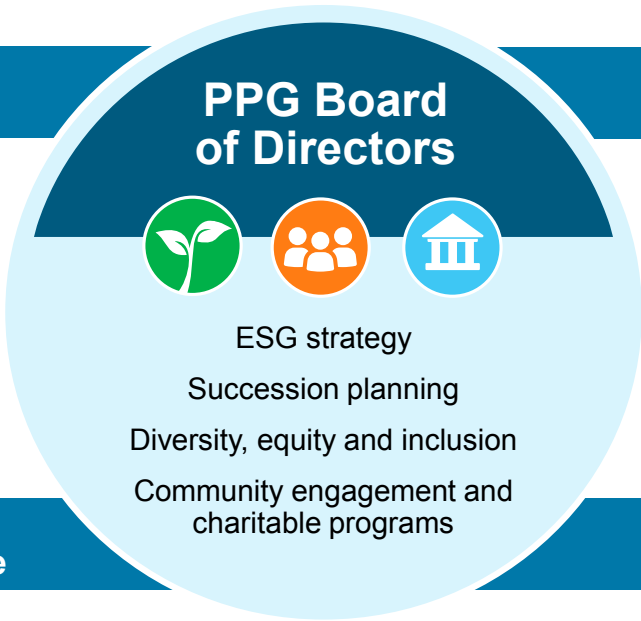 PPG Board
of Directors
ESG strategy
Succession planning
Diversity, equity and inclusion
Community engagement and
charitable programs